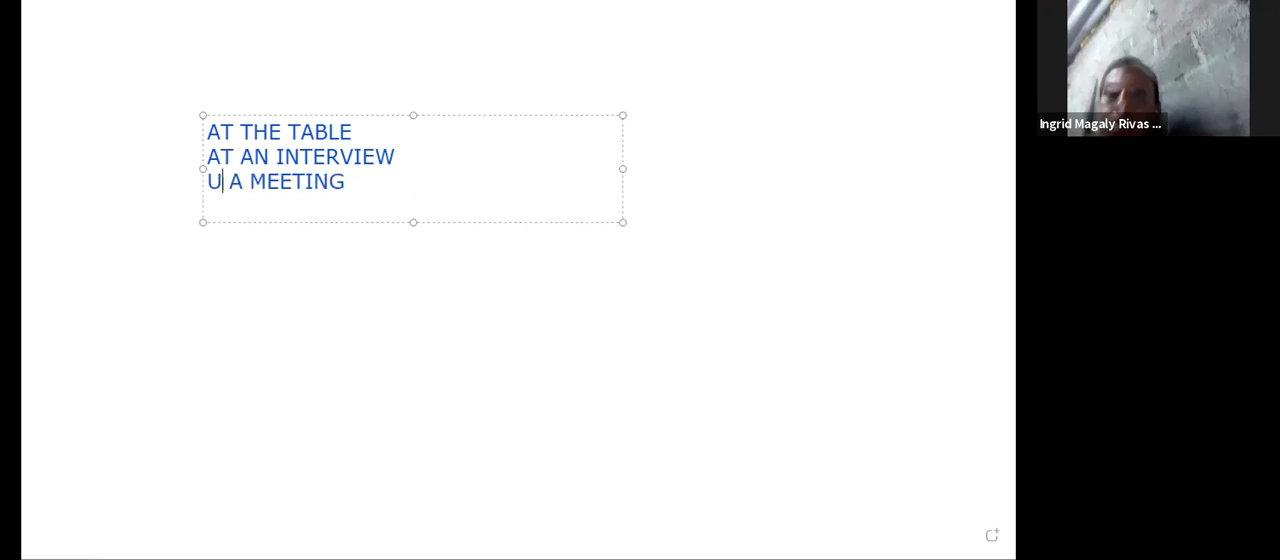 AT THE TABLE
AT AN INTERVIEW
U A MEETING
Ingrid Magaly Rivas ...